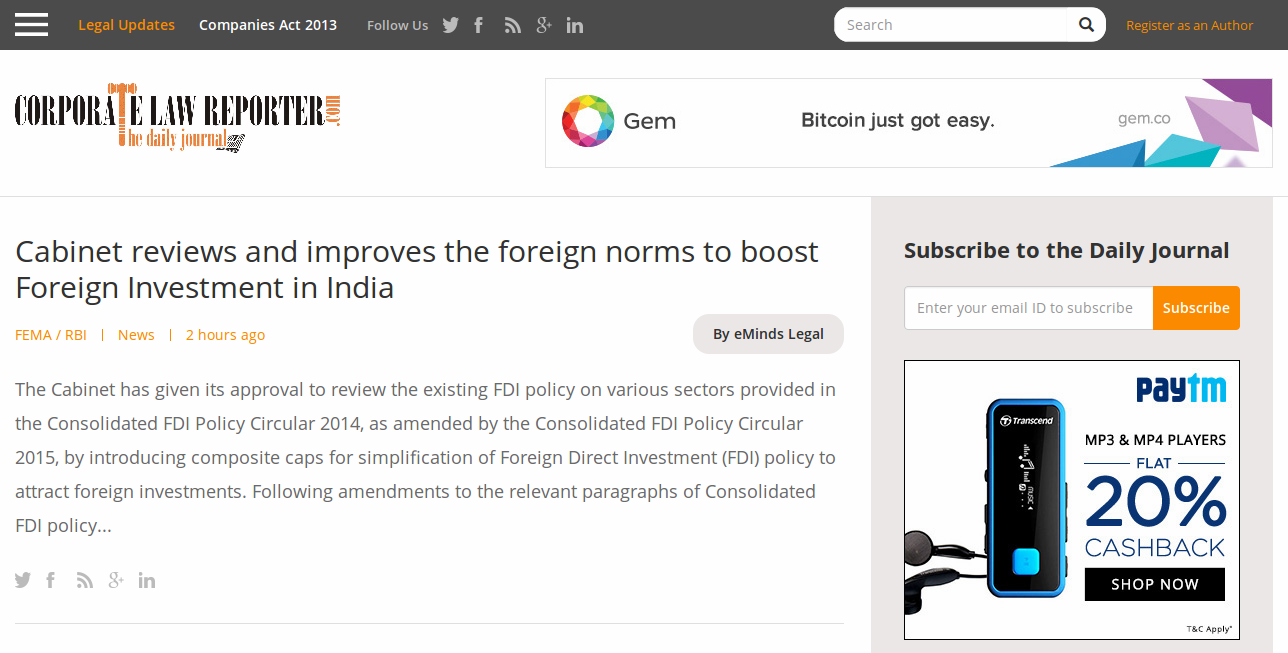 Legal Updates Companies Act 2013 Follow Us Search Register as an Author
CORPORATE LAW REPORTER.COM
The daily journal
Gem Bitcoin just got easy. gem.co
Cabinet reviews and improves the foreign norms to boost
Foreign Investment in India
FEMA / RBI | News | 2 hours ago
By eMinds Legal
The Cabinet has given its approval to review the existing FDI policy on various sectors provided in
the Consolidated FDI Policy Circular 2014, as amended by the Consolidated FDI Policy Circular
2015, by introducing composite caps for simplification of Foreign Direct Investment (FDI) policy to
attract foreign investments. Following amendments to the relevant paragraphs of Consolidated
FDI policy...
Subscribe to the Daily Journal
Enter your email ID to subscribe Subscribe
paytm
Transcend
MUSIC
MP3 & MP4 PLAYERS
FLAT
20%
CASHBACK
SHOP NOW
T&C Apply*